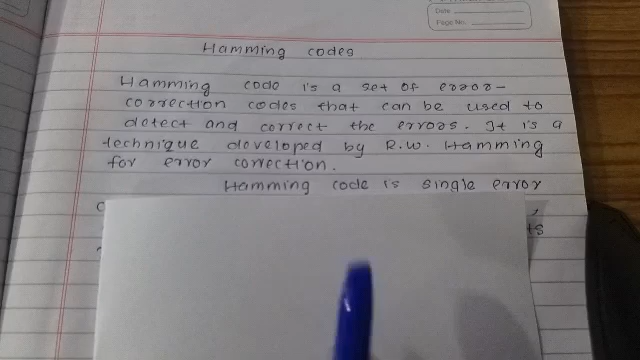 Date
Page No.
Hamming codes
Hamming code is a set of error-
correction codes that can be used to
detect and correct the errors. It is a
technique developed by R.W. Hamming
for error correction.
Hamming code is single error